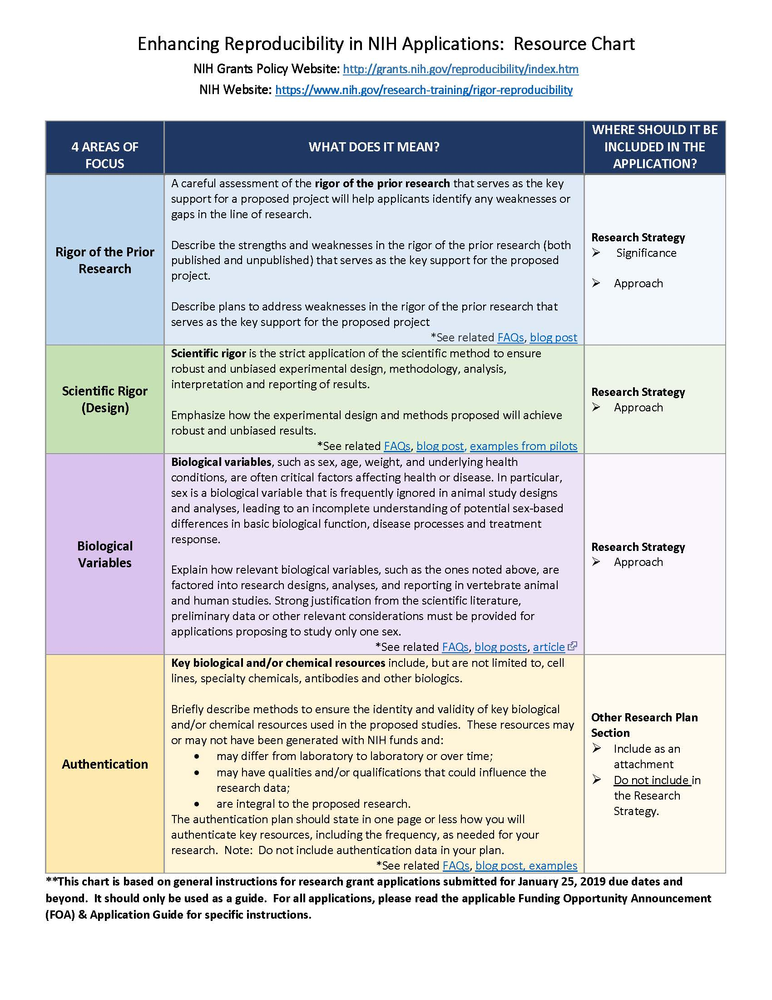 Enhancing Reproducibility in NIH Applications:  Resource Chart
NIH Grants Policy Website: http://grants.nih.gov/reproducibility/index.htm
NIH Website: https://www.nih.gov/research-training/rigor-reproducibility
4 AREAS OF
FOCUS
WHAT DOES IT MEAN?
WHERE SHOULD IT BE
INCLUDED IN THE
APPLICATION?
Rigor of the Prior
Research
A careful assessment of the rigor of the prior research that serves as the key
support for a proposed project will help applicants identify any weaknesses or
gaps in the line of research.
Describe the strengths and weaknesses in the rigor of the prior research (both
published and unpublished) that serves as the key support for the proposed
project.
Describe plans to address weaknesses in the rigor of the prior research that
serves as the key support for the proposed project
*See related FAQs, blog post
Research Strategy
➢ Significance
➢ Approach
Scientific Rigor
(Design)
Scientific rigor is the strict application of the scientific method to ensure
robust and unbiased experimental design, methodology, analysis,
interpretation and reporting of results.
Emphasize how the experimental design and methods proposed will achieve
robust and unbiased results.
*See related FAQs, blog post, examples from pilots
Research Strategy
➢ Approach
Biological
Variables
Biological variables, such as sex, age, weight, and underlying health
conditions, are often critical factors affecting health or disease. In particular,
sex is a biological variable that is frequently ignored in animal study designs
and analyses, leading to an incomplete understanding of potential sex-based
differences in basic biological function, disease processes and treatment
response.
Explain how relevant biological variables, such as the ones noted above, are
factored into research designs, analyses, and reporting in vertebrate animal
and human studies. Strong justification from the scientific literature,
preliminary data or other relevant considerations must be provided for
applications proposing to study only one sex.
*See related FAQs, blog posts, article
Research Strategy
➢ Approach
Authentication
Key biological and/or chemical resources include, but are not limited to, cell
lines, specialty chemicals, antibodies and other biologics.
Briefly describe methods to ensure the identity and validity of key biological
and/or chemical resources used in the proposed studies.  These resources may
or may not have been generated with NIH funds and:
• may differ from laboratory to laboratory or over time;
• may have qualities and/or qualifications that could influence the
research data;
• are integral to the proposed research.
The authentication plan should state in one page or less how you will
authenticate key resources, including the frequency, as needed for your
research.  Note:  Do not include authentication data in your plan.
*See related FAQs, blog post, examples
Other Research Plan
Section
➢ Include as an
attachment
➢ Do not include in
the Research
Strategy.
**This chart is based on general instructions for research grant applications submitted for January 25, 2019 due dates and
beyond.  It should only be used as a guide.  For all applications, please read the applicable Funding Opportunity Announcement
(FOA) & Application Guide for specific instructions.